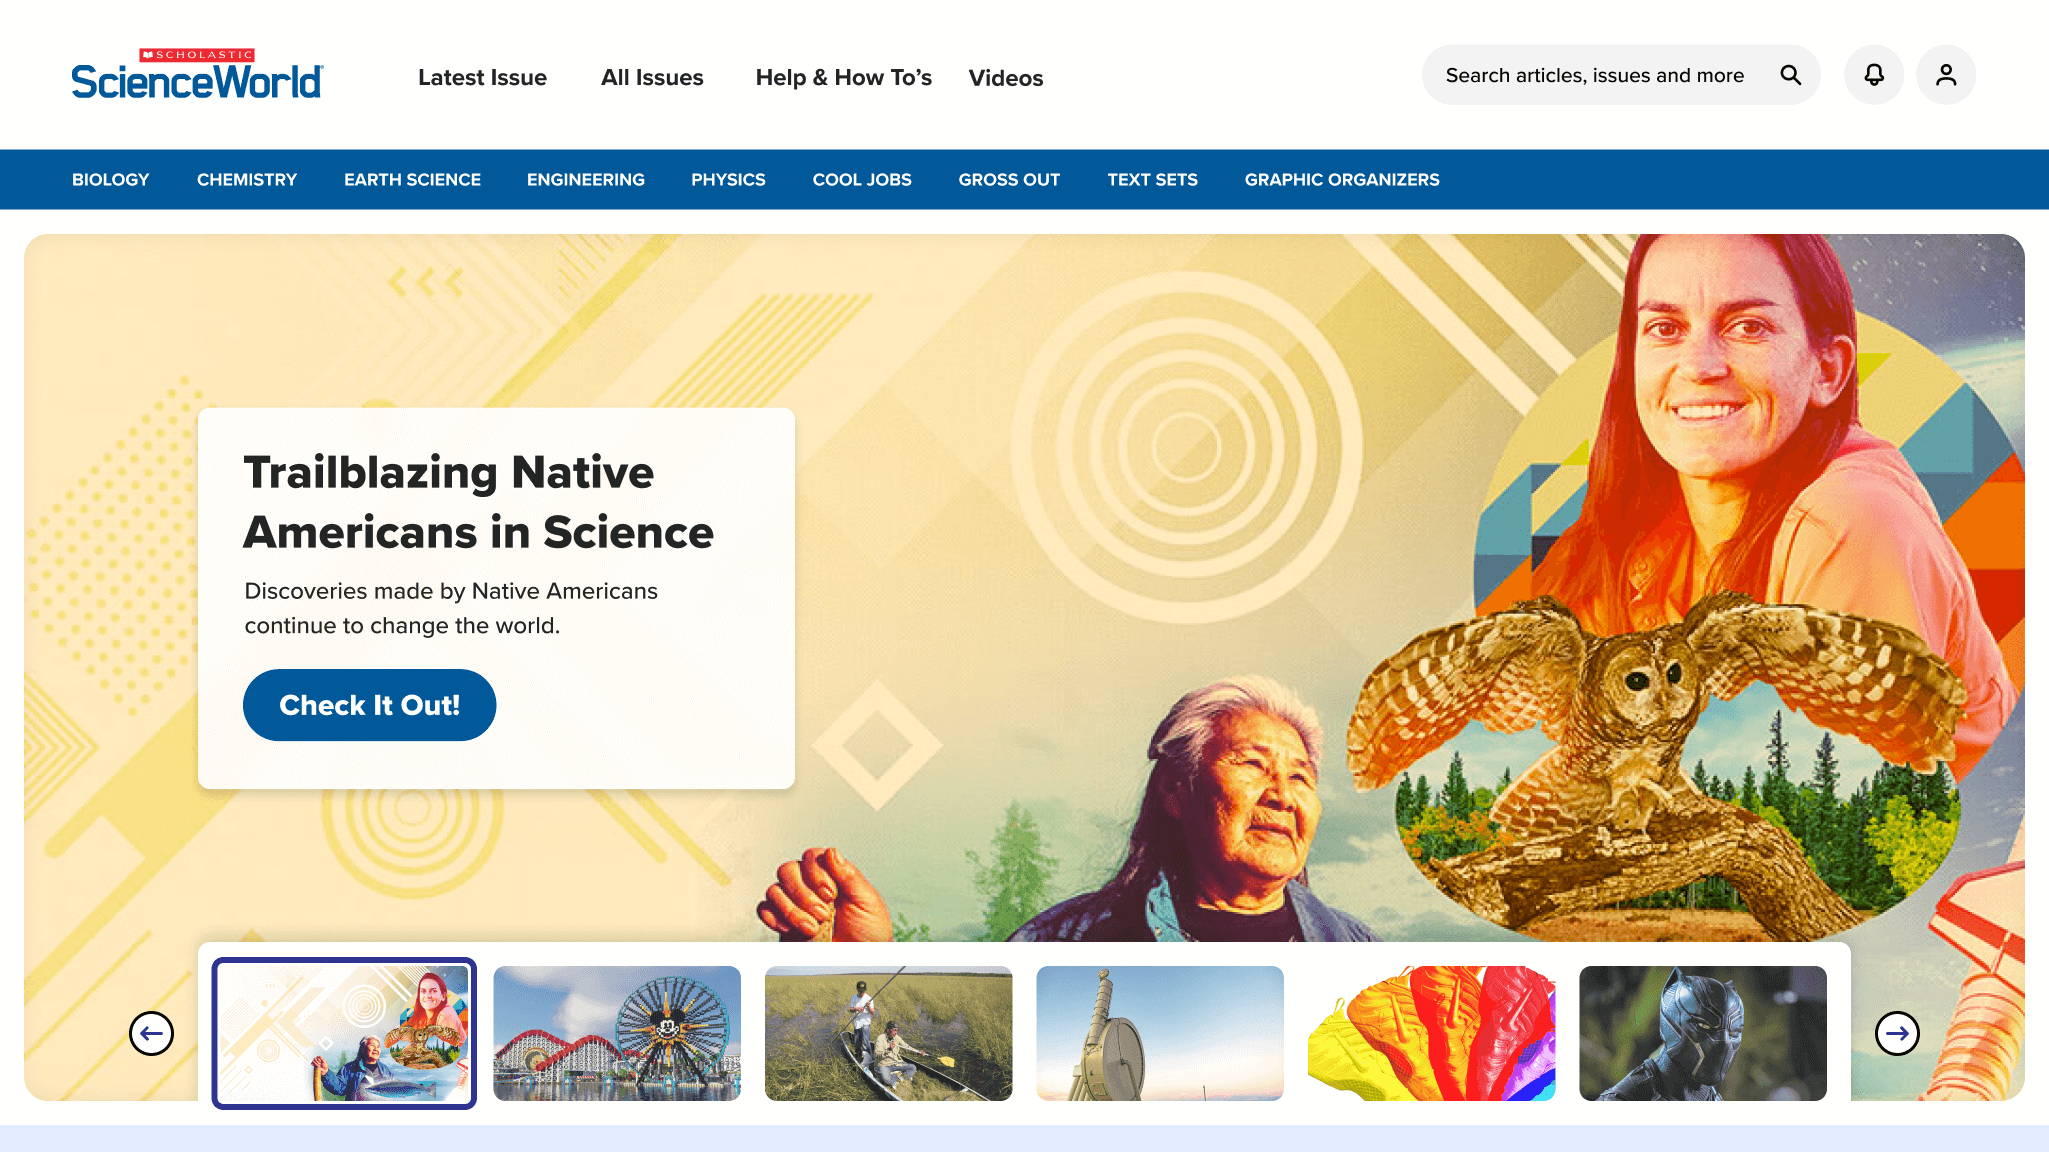 SCHOLASTIC
ScienceWorld
Latest Issue
All Issues
Help & How To’s
Videos
Search articles, issues and more
BIOLOGY
CHEMISTRY
EARTH SCIENCE
ENGINEERING
PHYSICS
COOL JOBS
GROSS OUT
TEXT SETS
GRAPHIC ORGANIZERS
Trailblazing Native
Americans in Science
Discoveries made by Native Americans
continue to change the world.
Check It Out!